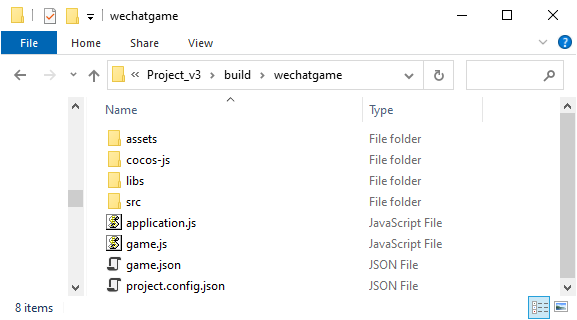 wechatgame
File Home Share View
Project_v3 build wechatgame
Name Type
assets File folder
cocos-js File folder
libs File folder
src File folder
application.js JavaScript File
game.js JavaScript File
game.json JSON File
project.config.json JSON File
8 items